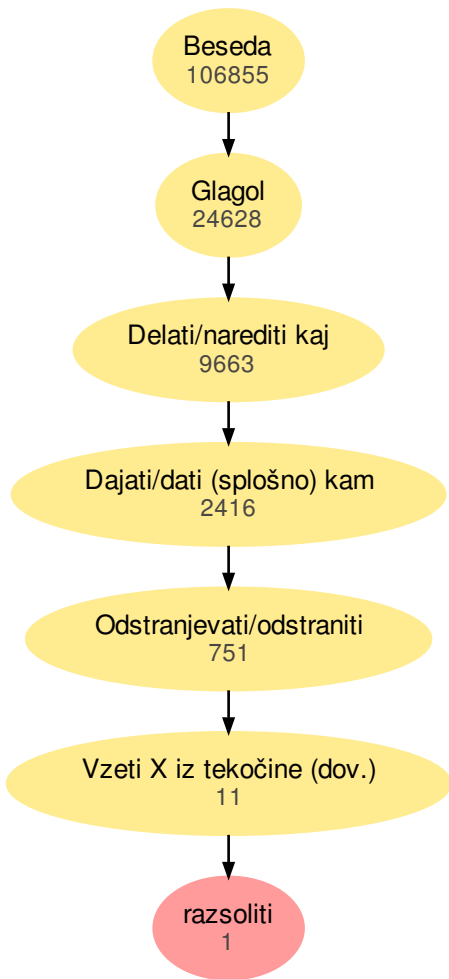 Beseda
106855
Glagol
24628
Delati/narediti kaj
9663
Dajati/dati (splošno) kam
2416
Odstranjevati/odstraniti
751
Vzeti X iz tekočine (dov.)
11
razsoliti
1